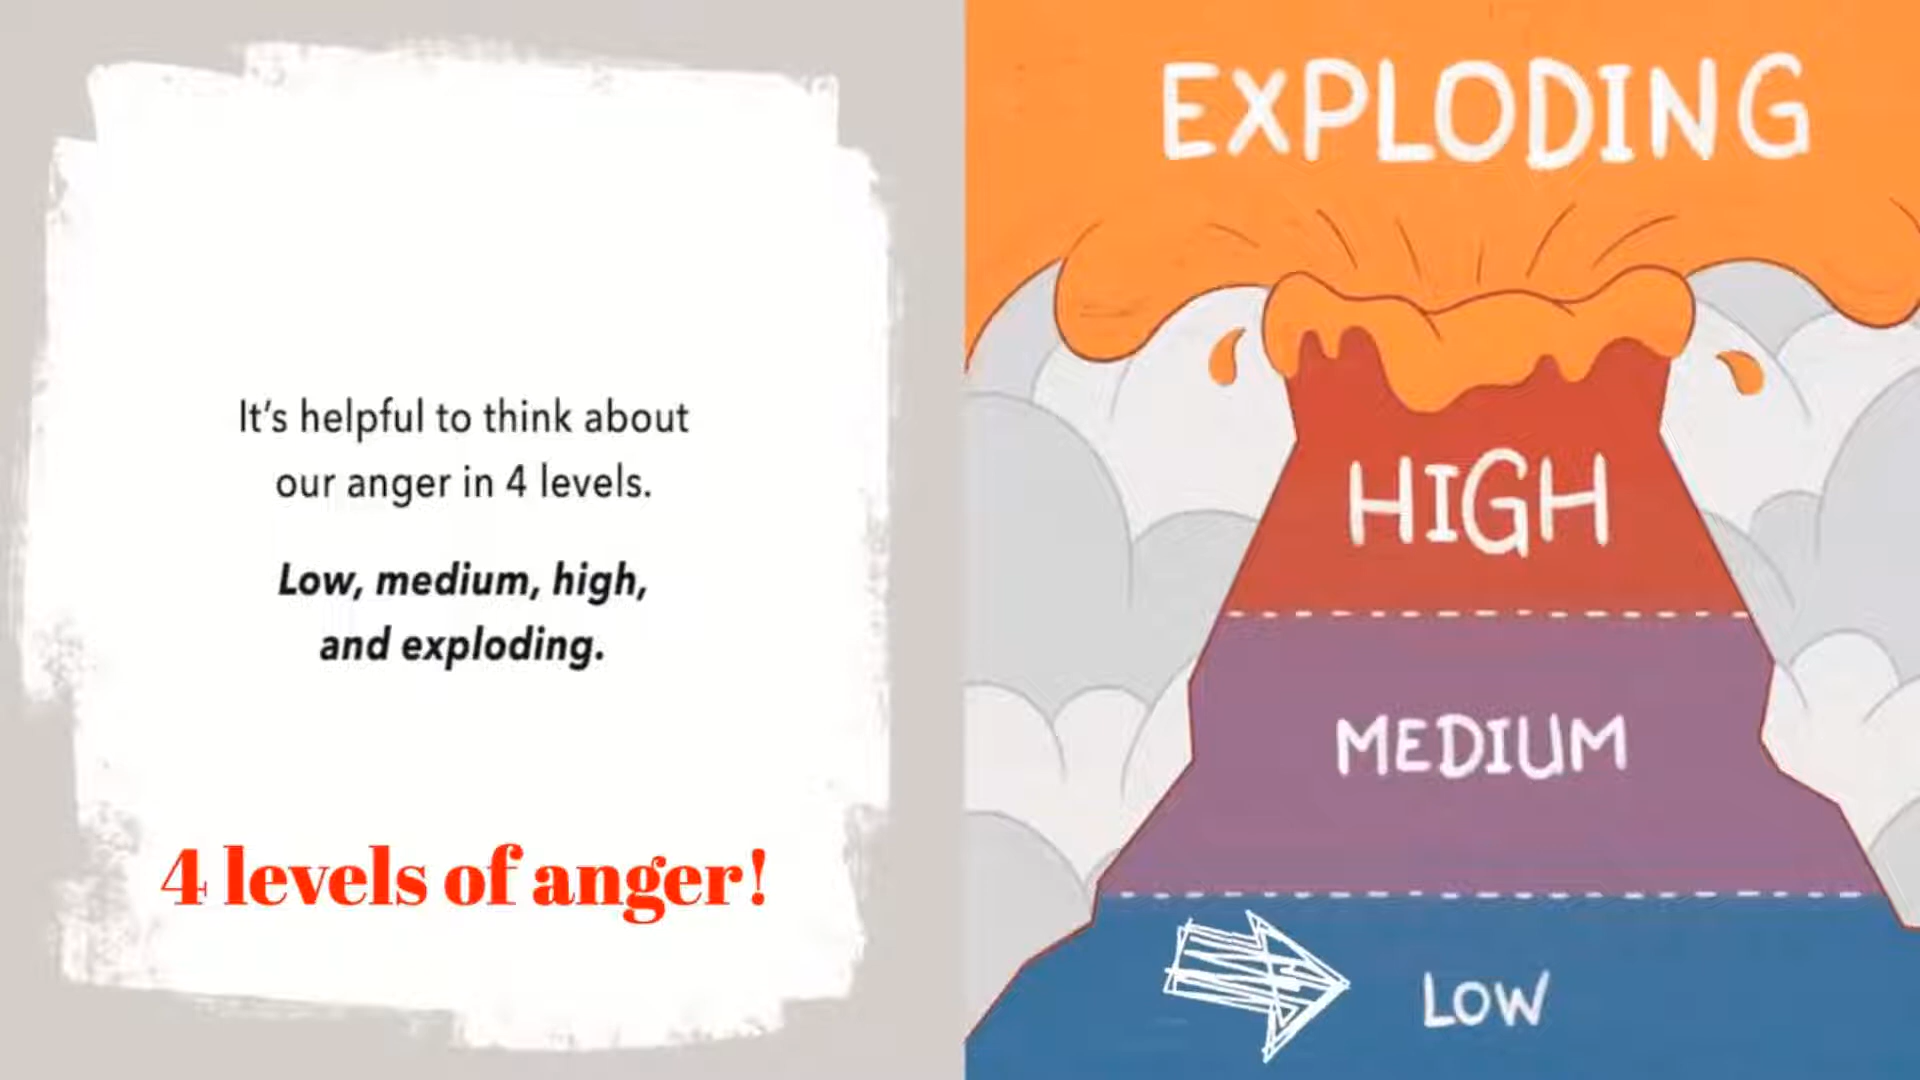 It's helpful to think about
our anger in 4 levels.
Low, medium, high,
and exploding.
4 levels of anger!
EXPLODING
HIGH
MEDIUM
LOW